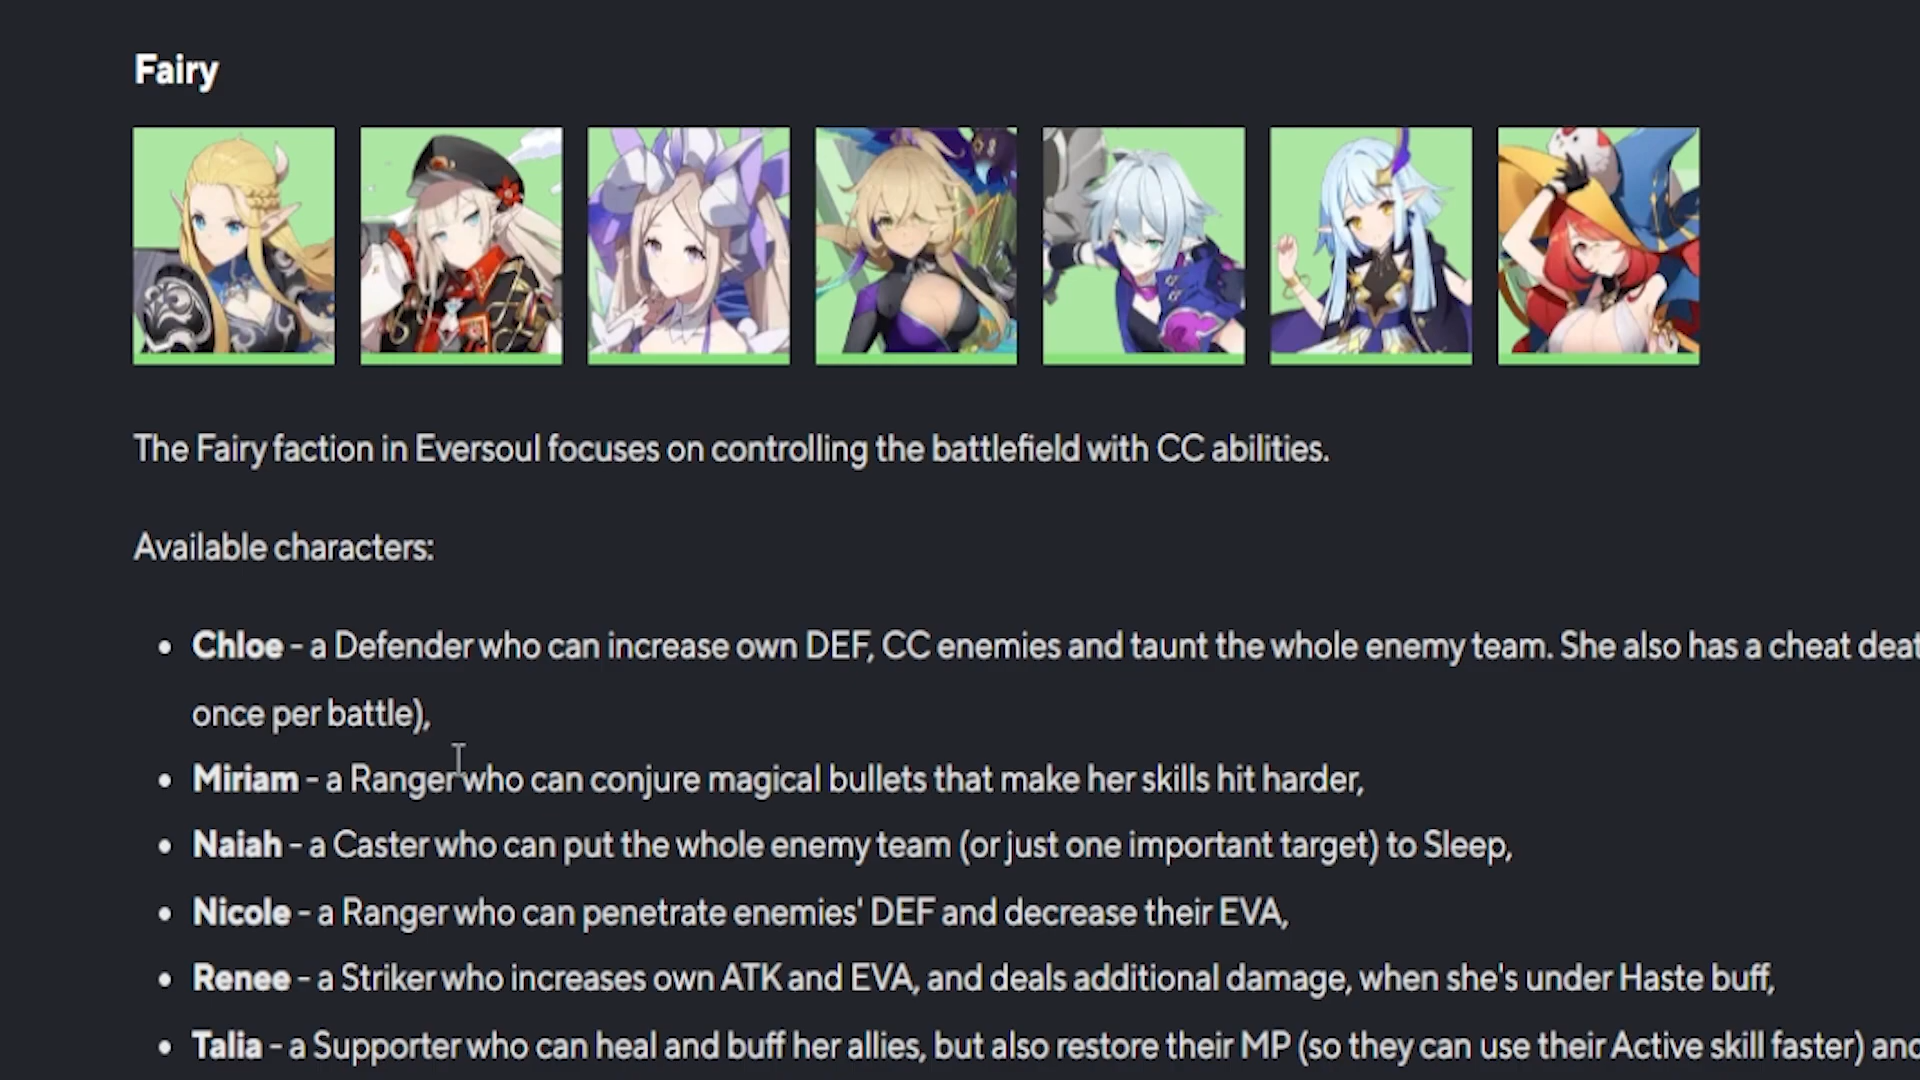 Fairy
The Fairy faction in Eversoul focuses on controlling the battlefield with CC abilities.
Available characters:
Chloe - a Defender who can increase own DEF, CC enemies and taunt the whole enemy team. She also has a cheat
once per battle),
Miriam - a Ranger who can conjure magical bullets that make her skills hit harder,
Naiah - a Caster who can put the whole enemy team (or just one important target) to Sleep,
Nicole - a Ranger who can penetrate enemies' DEF and decrease their EVA,
Renee - a Striker who increases own ATK and EVA, and deals additional damage, when she's under Haste buff,
Talia - a Supporter who can heal and buff her allies, but also restore their MP (so they can use their Active skill faster)